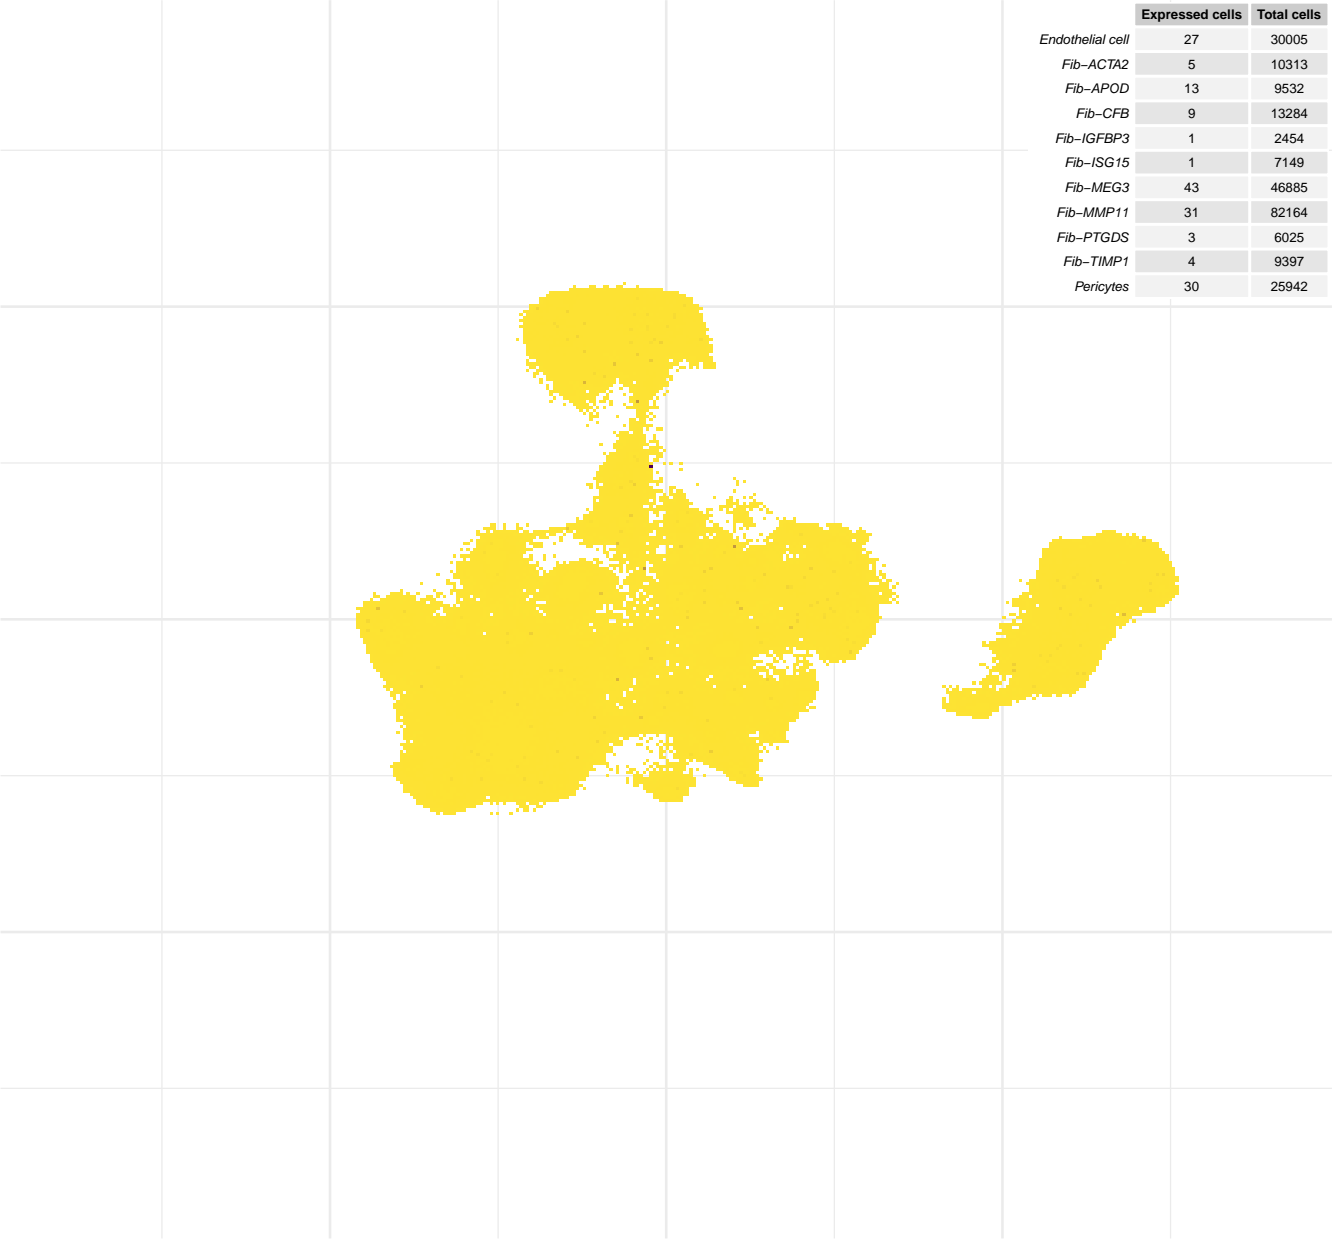 Expressed cells Total cells
Endothelial cell 27 30005
Fib−ACTA2 5 10313
Fib−APOD 13 9532
Fib−CFB 9 13284
Fib−IGFBP3 1 2454
Fib−ISG15 1 7149
Fib−MEG3 43 46885
Fib−MMP11 31 82164
Fib−PTGDS 3 6025
Fib−TIMP1 4 9397
Pericytes 30 25942